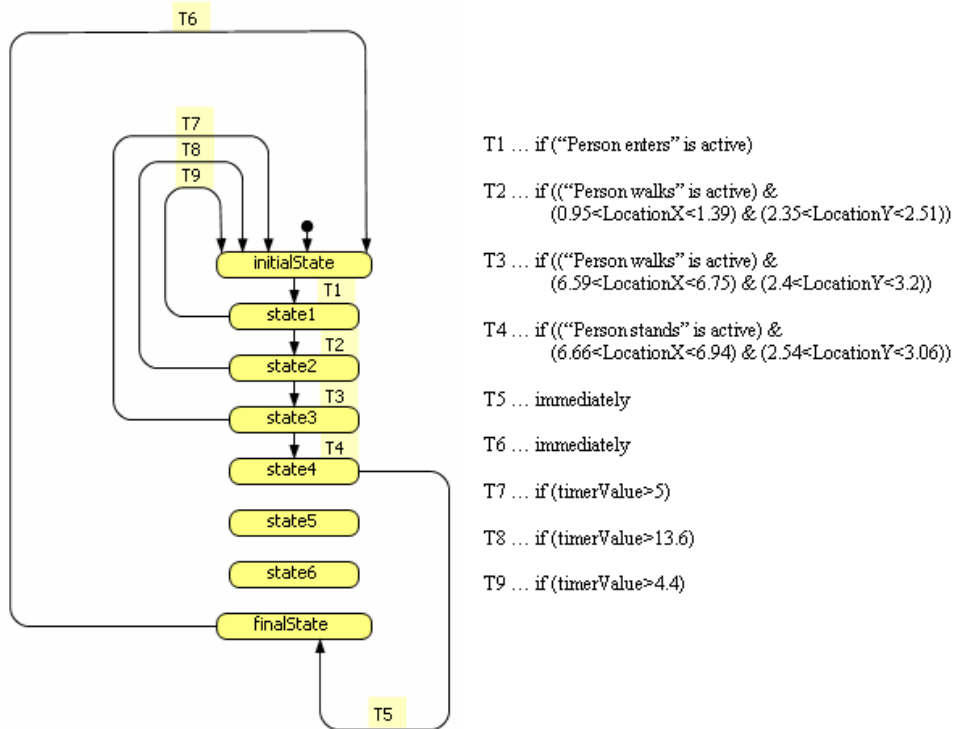 T6
T7
T8
T9
initialState
T1
state1
T2
state2
T3
state3
T4
state4
state5
state6
finalState
T5
T1 ... if (“Person enters” is active)
T2 ... if ((“Person walks” is active) &
(0.95<LocationX<1.39) & (2.35<LocationY<2.51))
T3 ... if ((“Person walks” is active) &
(6.59<LocationX<6.75) & (2.4<LocationY<3.2))
T4 ... if ((“Person stands” is active) &
(6.66<LocationX<6.94) & (2.54<LocationY<3.06))
T5 ... immediately
T6 ... immediately
T7 ... if (timerValue>5)
T8 ... if (timerValue>13.6)
T9 ... if (timerValue>4.4)